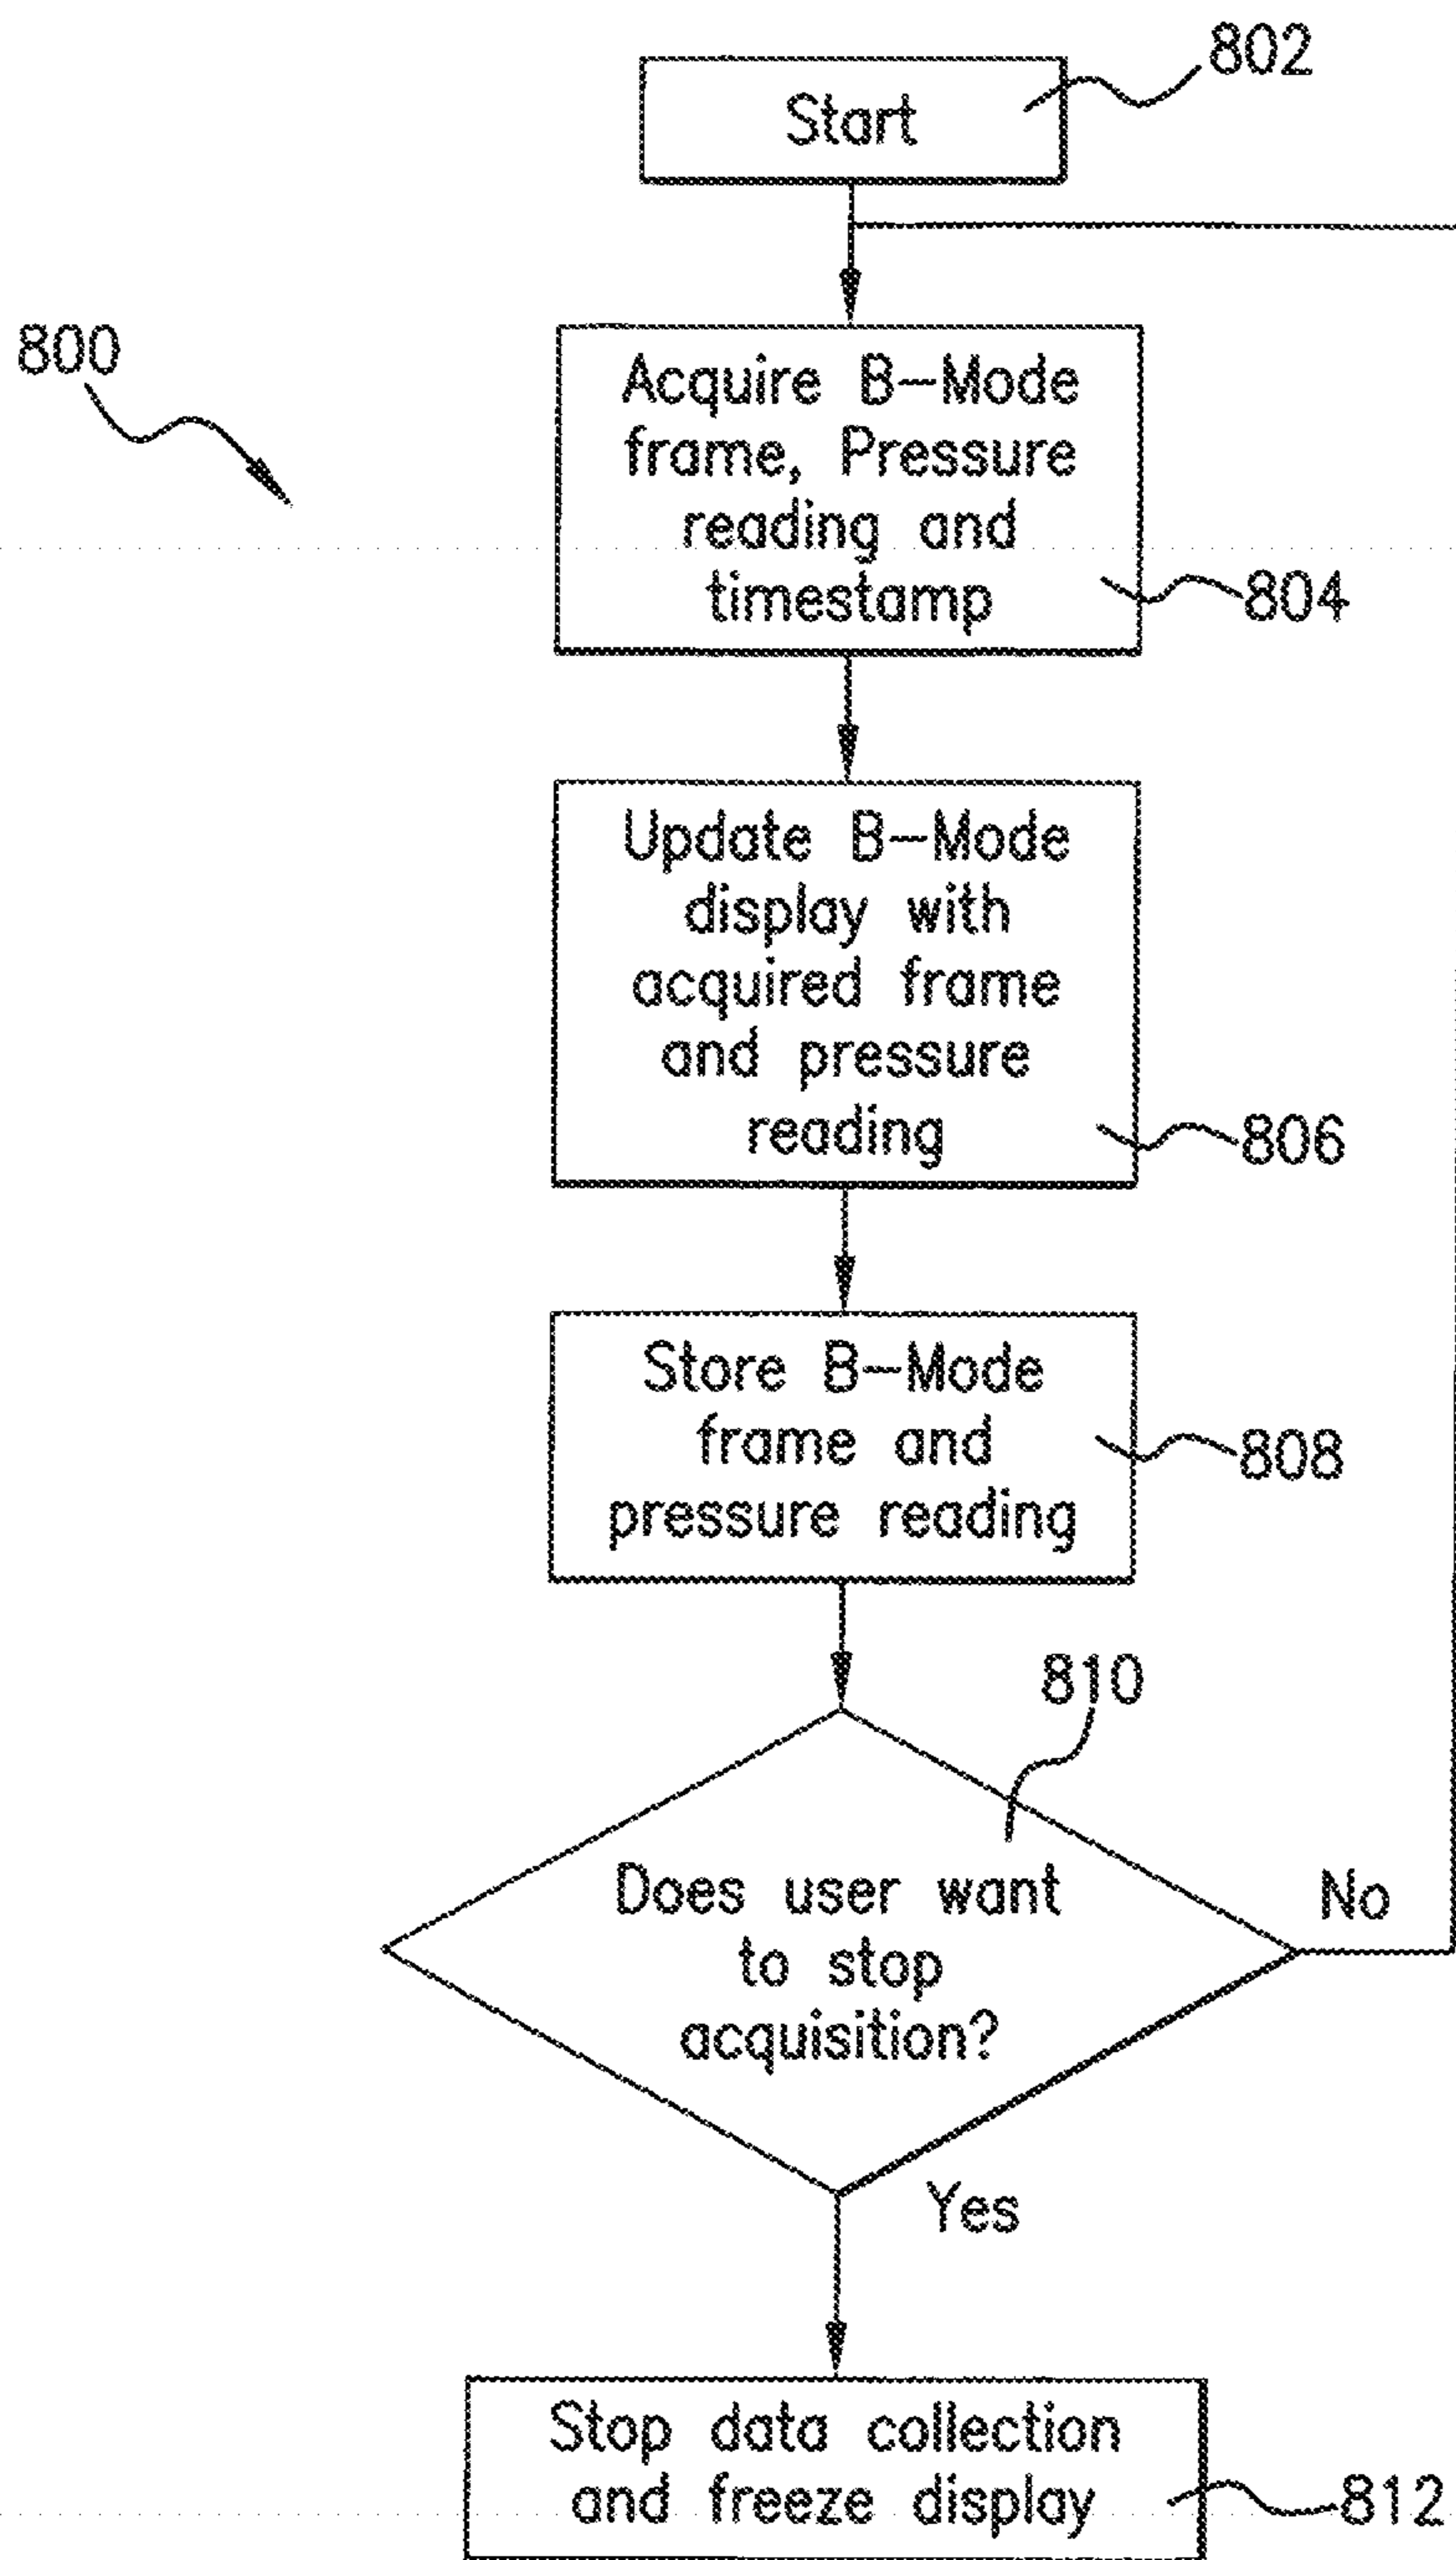 802
Start
800
Acquire B-Mode
frame, Pressure
reading and
timestamp
804
Update B-Mode
display with
acquired frame
and pressure
reading
806
Store B-Mode
frame and
pressure reading
808
810
Does user want
to stop
acquisition?
No
Yes
Stop data collection
and freeze display
812